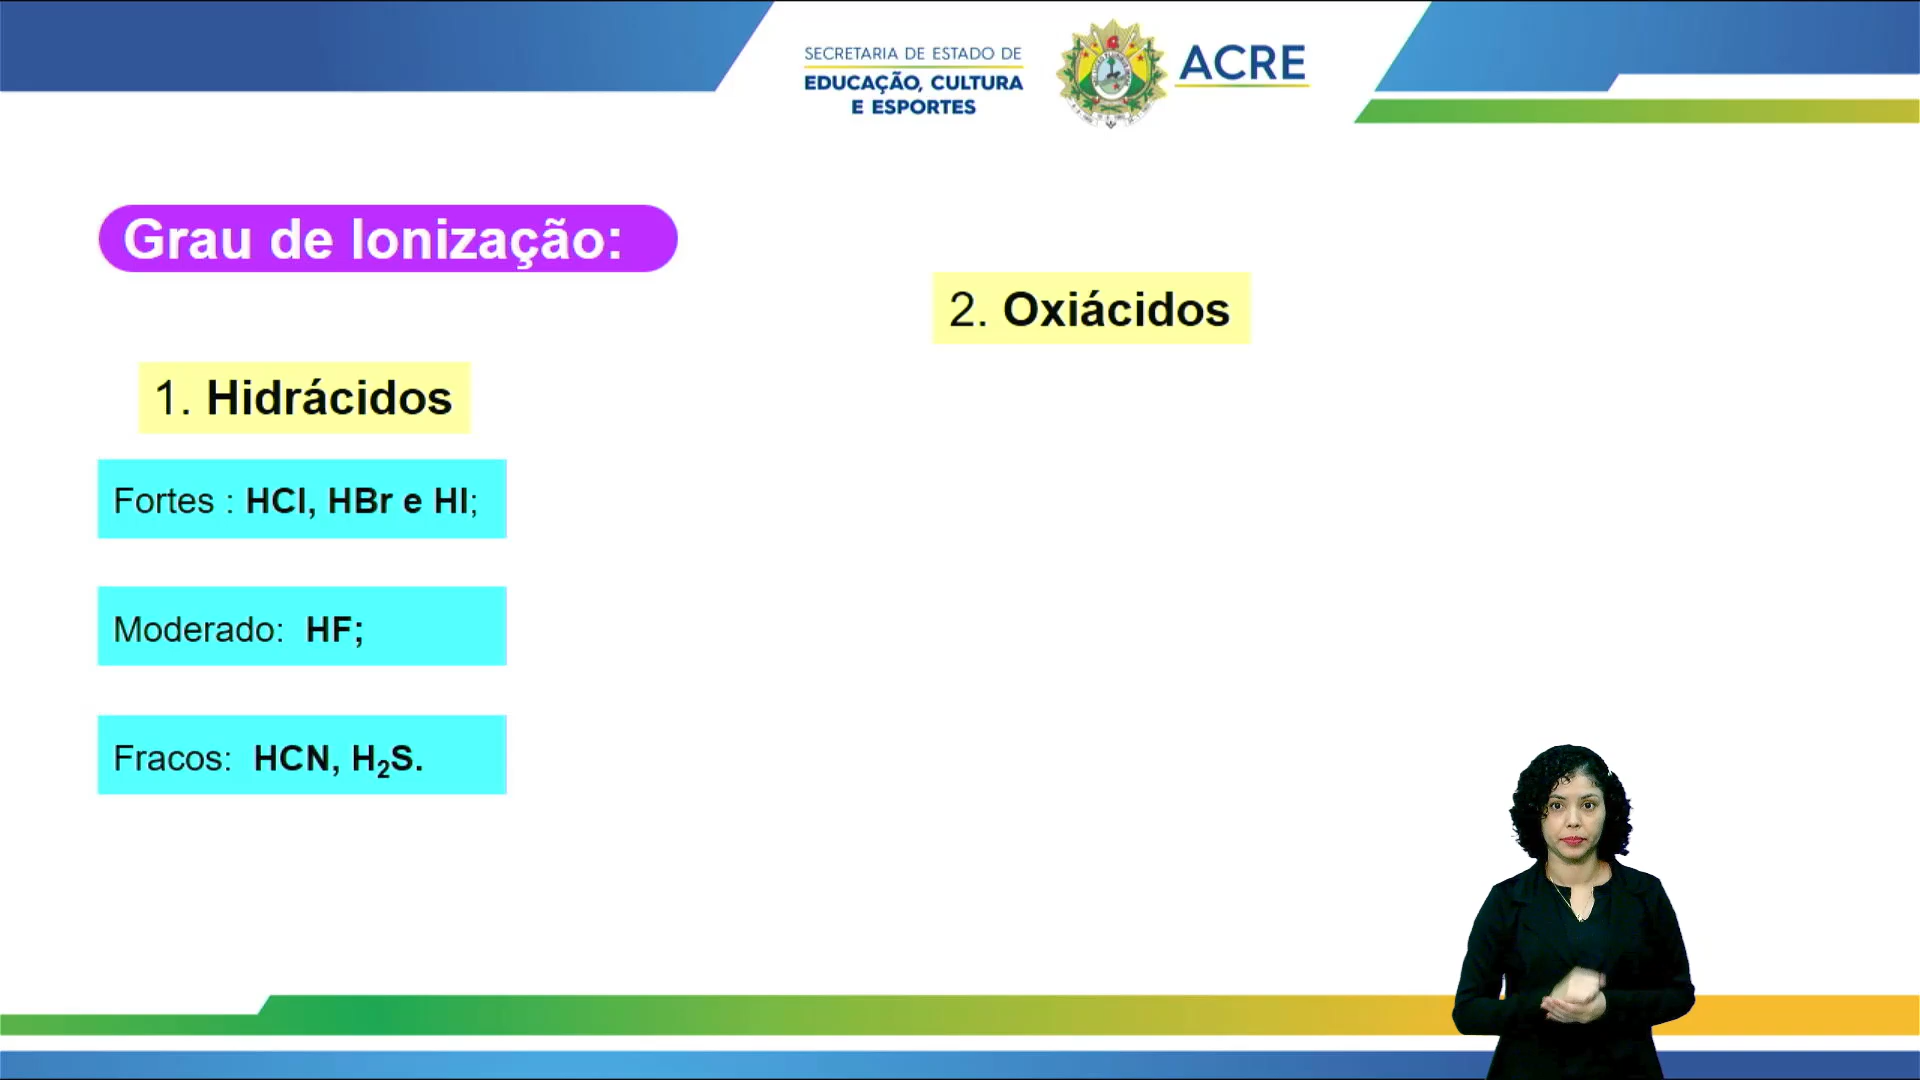 SECRETARIA DE ESTADO DE
EDUCAÇÃO, CULTURA
E ESPORTES
ACRE
Grau de Ionização:
2. Oxiácidos
1. Hidrácidos
Fortes : HCl, HBr e HI;
Moderado: HF;
Fracos: HCN, H₂S.